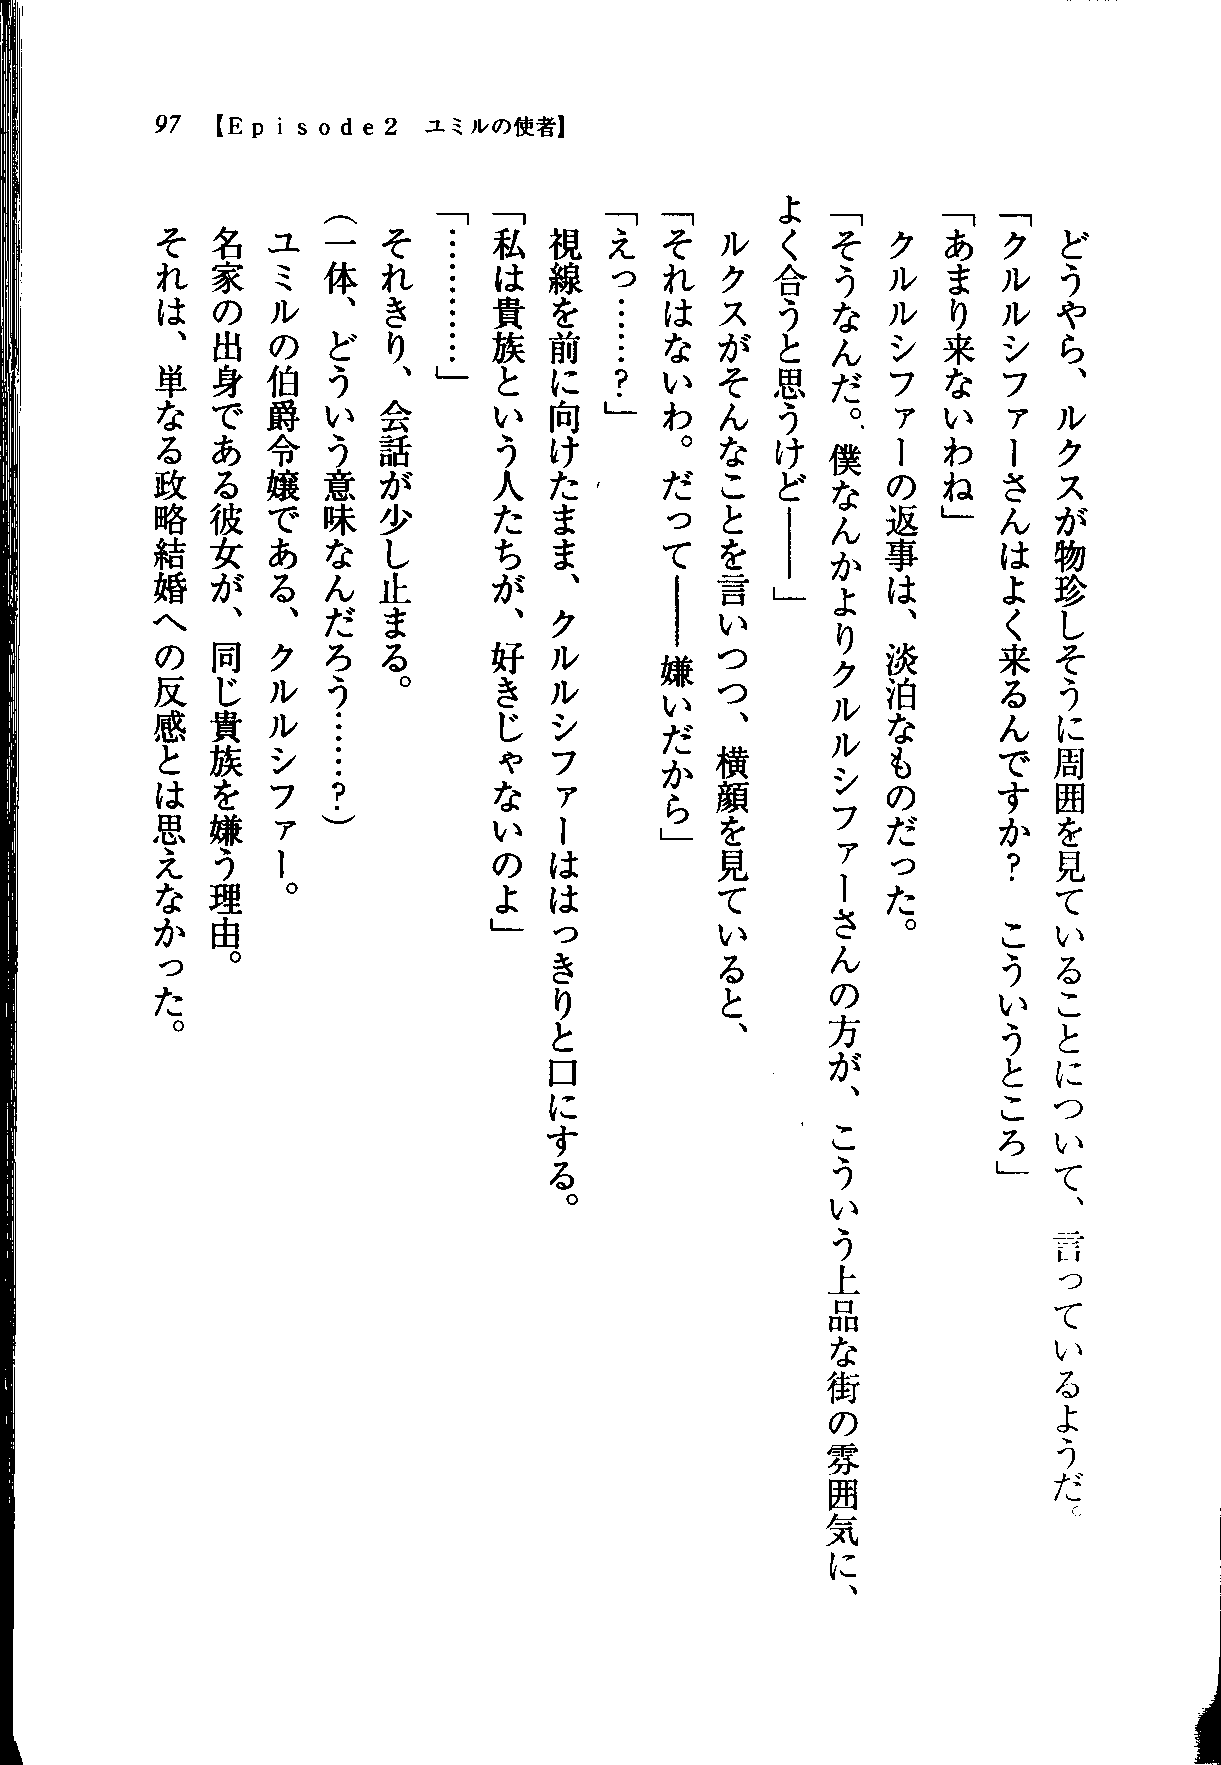 97 【Episode2 ユミルの使者】
どうやら、ルクスが物珍しそうに周囲を見ていることについて、言っているようだ。
「クルルシファーさんはよく来るんですか? こういうところ」
「あまり来ないわね」
クルルシファーの返事は、淡泊なものだった。
「そうなんだ。僕なんかよりクルルシファーさんの方が、こういう上品な街の雰囲気に、
よく合うと思うけど――」
ルクスがそんなことを言いつつ、横顔を見ていると、
「それはないわ。だって――嫌いだから」
「えっ……?」
視線を前に向けたまま、クルルシファーははっきりと口にする。
「私は貴族という人たちが、好きじゃないのよ」
「…………」
それきり、会話が少し止まる。
(一体、どういう意味なんだろう……?)
ユミルの伯爵令嬢である、クルルシファー。
名家の出身である彼女が、同じ貴族を嫌う理由。
それは、単なる政略結婚への反感とは思えなかった。